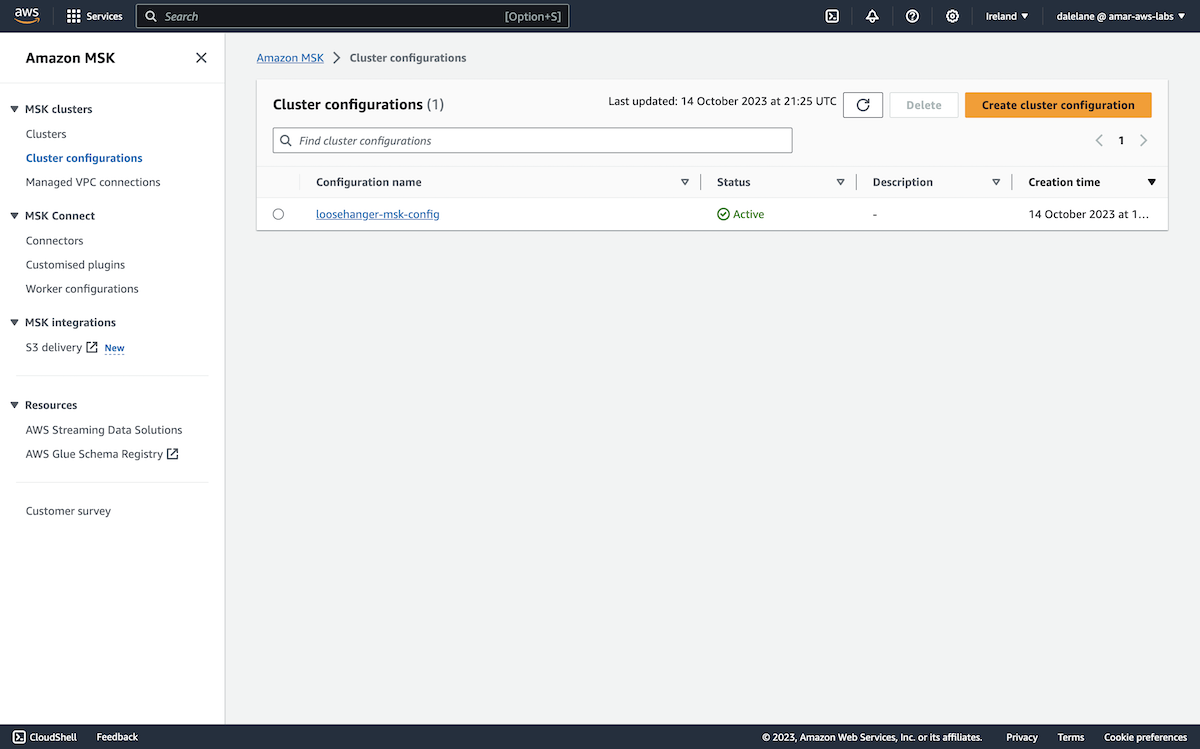 aws Services Search [Option+S] Ireland dalelane @ amar-aws-labs
Amazon MSK
MSK clusters
Clusters
Cluster configurations
Managed VPC connections
MSK Connect
Connectors
Customised plugins
Worker configurations
MSK integrations
S3 delivery New
Resources
AWS Streaming Data Solutions
AWS Glue Schema Registry
Customer survey
Amazon MSK Cluster configurations
Cluster configurations (1) Last updated: 14 October 2023 at 21:25 UTC Delete Create cluster configuration
Find cluster configurations 1
Configuration name Status Description Creation time
loosehanger-msk-config Active - 14 October 2023 at 1…
CloudShell Feedback © 2023, Amazon Web Services, Inc. or its affiliates. Privacy Terms Cookie preferences